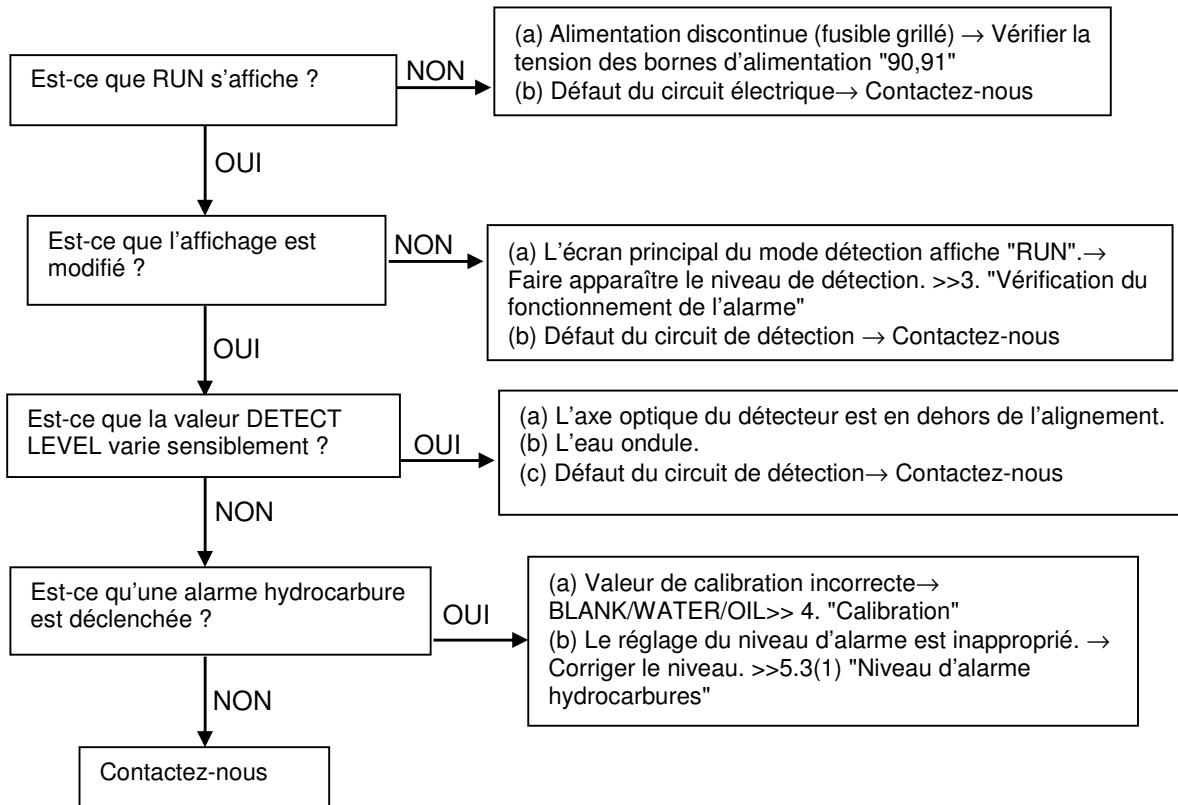 Est-ce que RUN s'affiche ?
NON
(a) Alimentation discontinue (fusible grillé) → Vérifier la
tension des bornes d'alimentation "90,91"
(b) Défaut du circuit électrique→ Contactez-nous
OUI
Est-ce que l'affichage est
modifié ?
NON
(a) L'écran principal du mode détection affiche "RUN".→
Faire apparaître le niveau de détection. >>3. "Vérification du
fonctionnement de l'alarme"
(b) Défaut du circuit de détection → Contactez-nous
OUI
Est-ce que la valeur DETECT
LEVEL varie sensiblement ?
OUI
(a) L'axe optique du détecteur est en dehors de l'alignement.
(b) L'eau ondule.
(c) Défaut du circuit de détection→ Contactez-nous
NON
Est-ce qu'une alarme hydrocarbure
est déclenchée ?
OUI
(a) Valeur de calibration incorrecte→
BLANK/WATER/OIL>> 4. "Calibration"
(b) Le réglage du niveau d'alarme est inapproprié. →
Corriger le niveau. >>5.3(1) "Niveau d'alarme
hydrocarbures"
NON
Contactez-nous